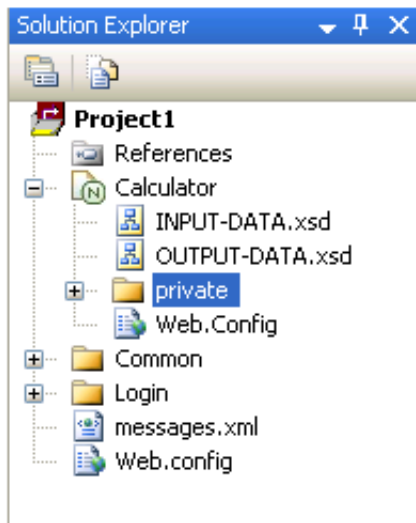 Solution Explorer
Project1
References
Calculator
INPUT-DATA.xsd
OUTPUT-DATA.xsd
private
Web.Config
Common
Login
messages.xml
Web.config